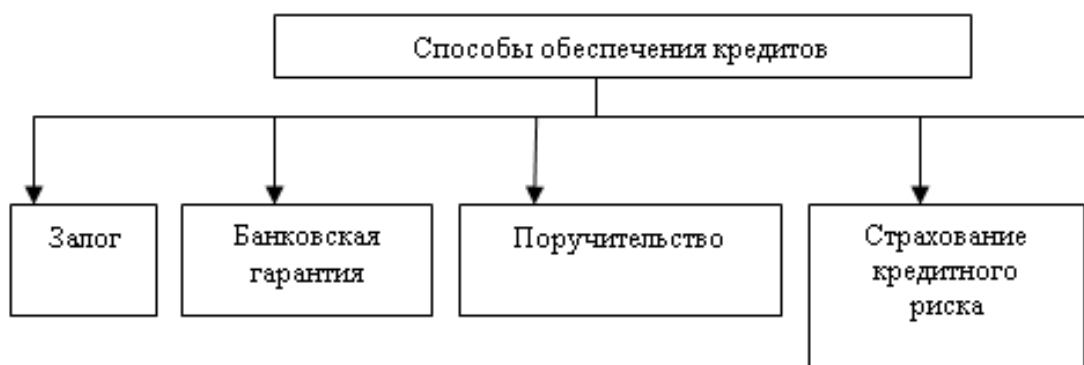 Способы обеспечения кредитов
Залог
Банковская
гарантия
Поручительство
Страхование
кредитного
риска